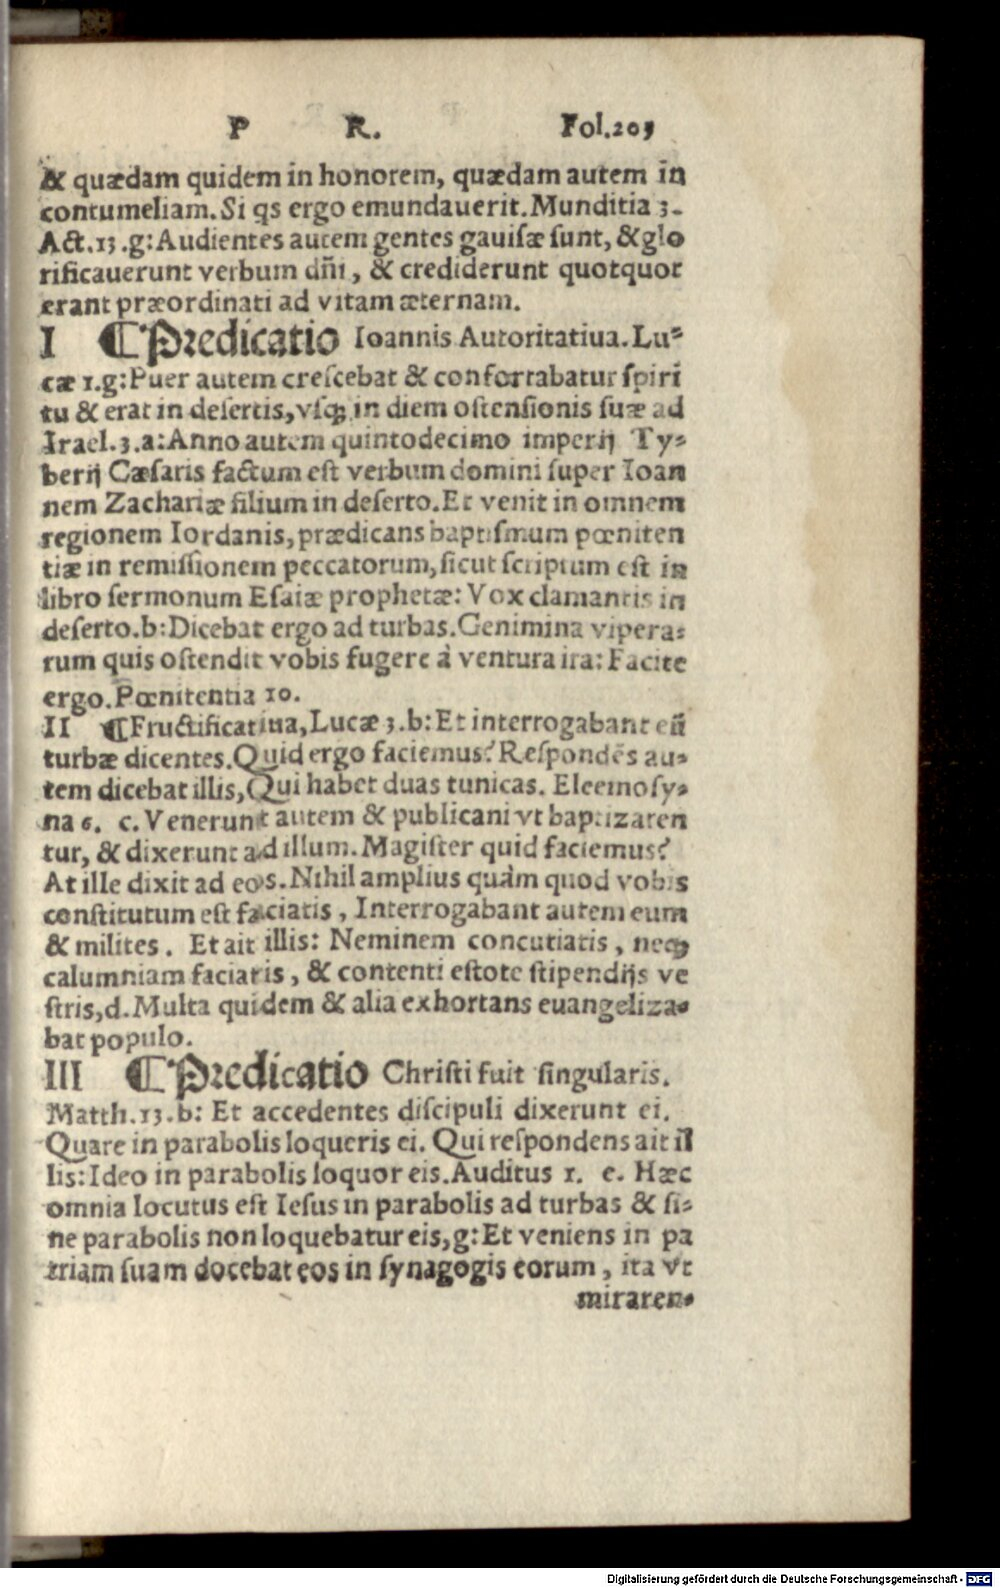 P R. Fol.205
& quædam quidem in honorem, quædam autem in
contumeliam. Si qs ergo emundauerit. Munditia 3.
Act. 13. g: Audientes autem gentes gauisæ sunt, & glo
rificauerunt verbum dñi, & crediderunt quotquot
erant præordinati ad vitam æternam.
I ¶ Predicatio Ioannis Autoritatiua. Lu-
cæ 1. g: Puer autem crescebat & confortabatur spiri
tu & erat in desertis, vsq; in diem ostensionis suæ ad
Irael. 3. a: Anno autem quintodecimo imperij Ty-
berij Cæsaris factum est verbum domini super Ioan
nem Zachariæ filium in deserto. Et venit in omnem
regionem Iordanis, prædicans baptismum pœniten
tiæ in remissionem peccatorum, sicut scriptum est in
libro sermonum Esaiæ prophetæ: Vox clamantis in
deserto. b: Dicebat ergo ad turbas. Genimina vipera-
rum quis ostendit vobis fugere à ventura ira: Facite
ergo. Pœnitentia 10.
II ¶ Fructificatiua, Lucæ 3. b: Et interrogabant eũ
turbæ dicentes. Quid ergo faciemus? Respondẽs au-
tem dicebat illis, Qui habet duas tunicas. Eleemosy-
na 6. c. Venerunt autem & publicani vt baptizaren
tur, & dixerunt ad illum. Magister quid faciemus?
At ille dixit ad eos. Nihil amplius quàm quod vobis
constitutum est faciatis, Interrogabant autem eum
& milites. Et ait illis: Neminem concutiatis, neq;
calumniam faciatis, & contenti estote stipendijs ve
stris, d. Multa quidem & alia exhortans euangeliza-
bat populo.
III ¶ Predicatio Christi fuit singularis.
Matth. 13. b: Et accedentes discipuli dixerunt ei.
Quare in parabolis loqueris ei. Qui respondens ait il
lis: Ideo in parabolis loquor eis. Auditus 1. e. Hæc
omnia locutus est Iesus in parabolis ad turbas & si-
ne parabolis non loquebatur eis, g: Et veniens in pa
triam suam docebat eos in synagogis eorum, ita vt
miraren-
Digitalisierung gefördert durch die Deutsche Forschungsgemeinschaft - DFG